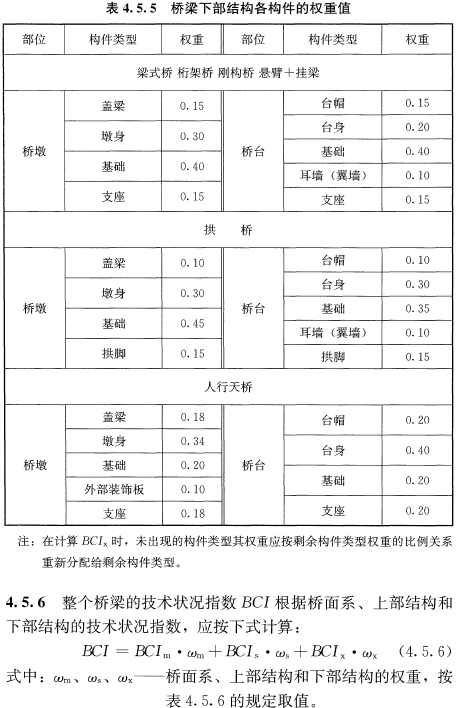 表 4.5.5 桥梁下部结构各构件的权重值
部位 构件类型 权重 部位 构件类型 权重
梁式桥 桁架桥 刚构桥 悬臂＋挂梁
桥墩
盖梁 0.15
墩身 0.30
基础 0.40
支座 0.15
桥台
台帽 0.15
台身 0.20
基础 0.40
耳墙（翼墙） 0.10
支座 0.15
拱 桥
桥墩
盖梁 0.10
墩身 0.30
基础 0.45
拱脚 0.15
桥台
台帽 0.10
台身 0.30
基础 0.35
耳墙（翼墙） 0.10
拱脚 0.15
人行天桥
桥墩
盖梁 0.18
墩身 0.34
基础 0.20
外部装饰板 0.10
支座 0.18
桥台
台帽 0.20
台身 0.40
基础 0.20
支座 0.20
注：在计算 BCIx 时，未出现的构件类型其权重应按剩余构件类型权重的比例关系
重新分配给剩余构件类型。
4.5.6 整个桥梁的技术状况指数 BCI 根据桥面系、上部结构和
下部结构的技术状况指数，应按下式计算：
BCI ＝ BCIm · ωm ＋ BCIs · ωs ＋ BCIx · ωx (4.5.6)
式中：ωm、ωs、ωx——桥面系、上部结构和下部结构的权重，按
表 4.5.6 的规定取值。